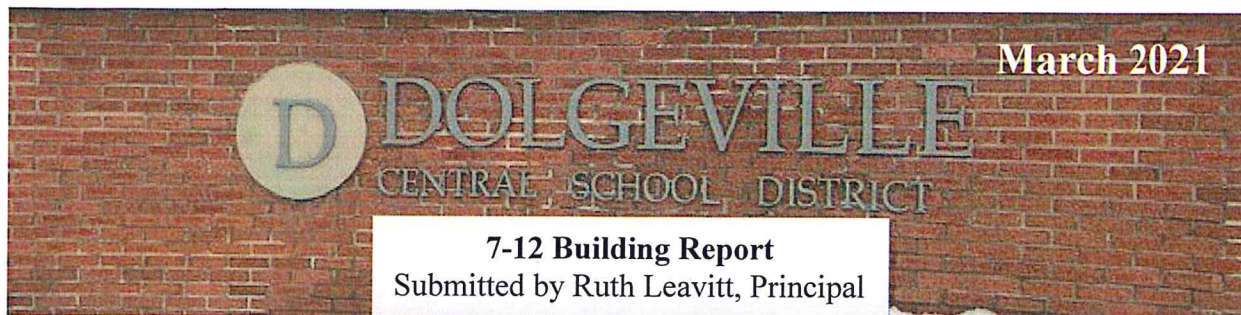 March 2021
D DOLGEVILLE
CENTRAL SCHOOL DISTRICT
7-12 Building Report
Submitted by Ruth Leavitt, Principal